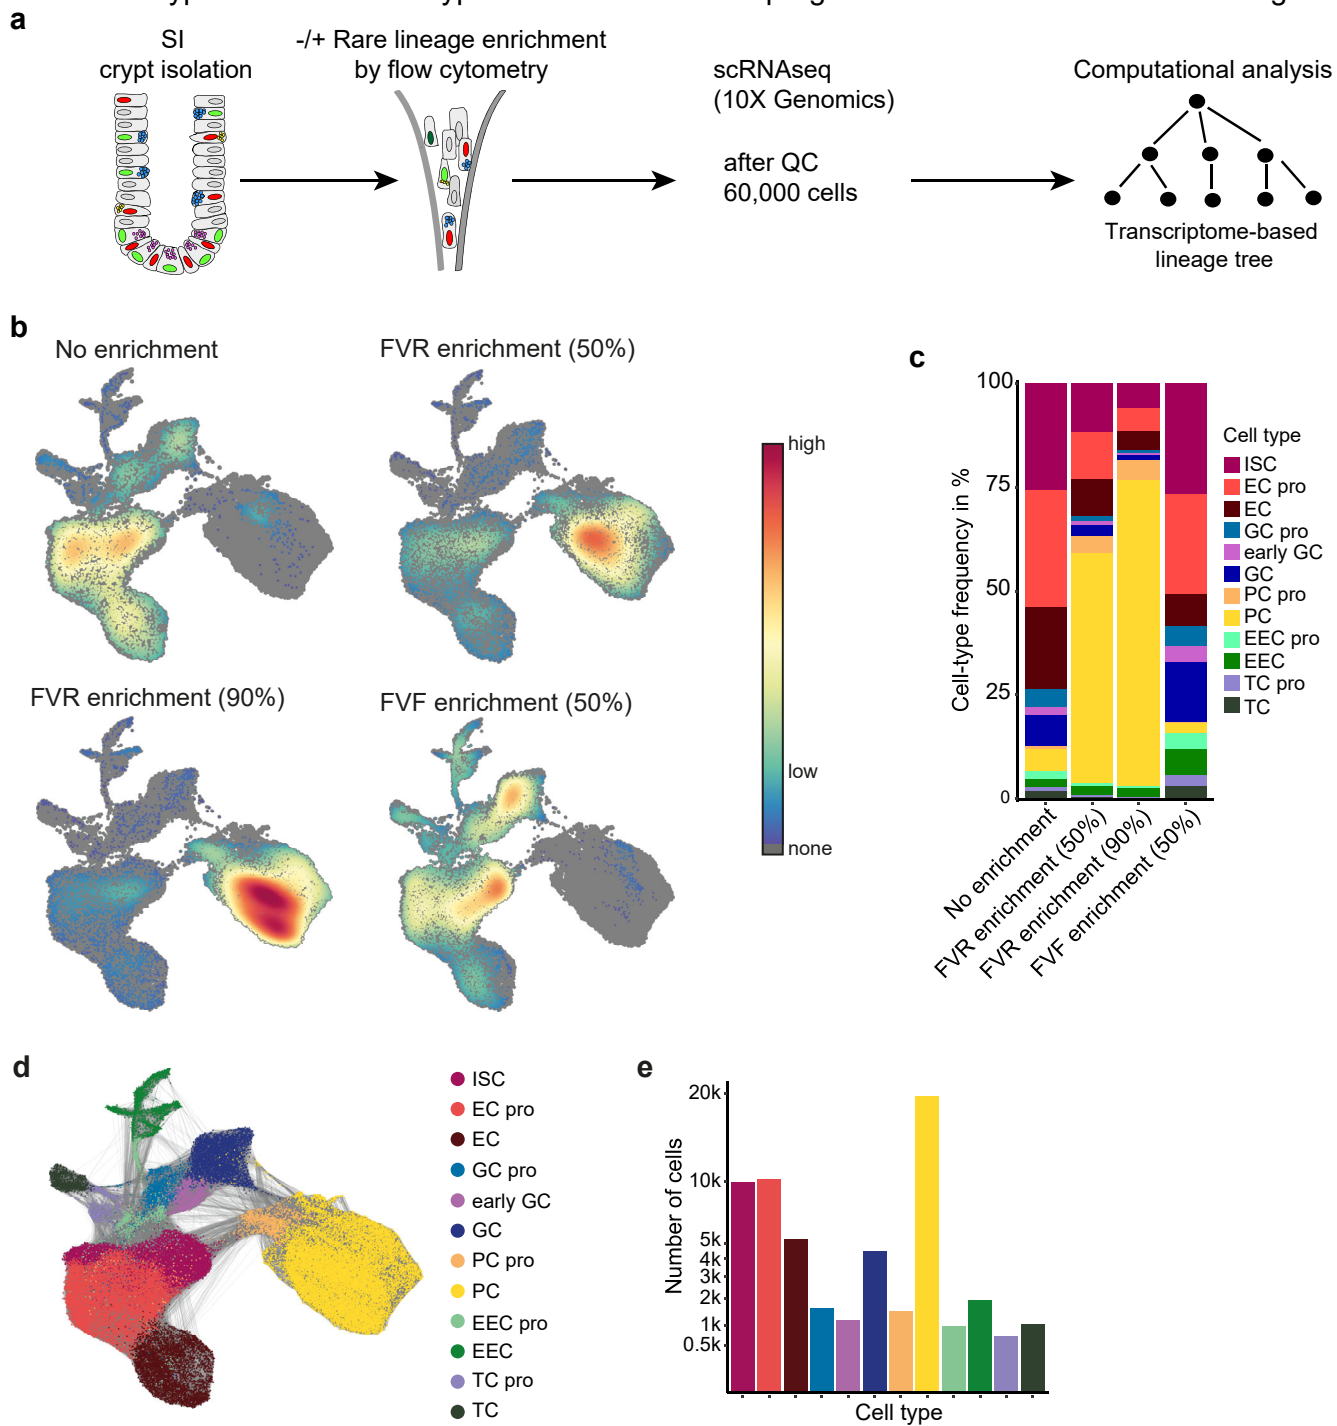 a
SI
crypt isolation
-/+ Rare lineage enrichment
by flow cytometry
scRNAseq
(10X Genomics)
after QC
60,000 cells
Computational analysis
Transcriptome-based
lineage tree
b
No enrichment
FVR enrichment (50%)
FVR enrichment (90%)
FVF enrichment (50%)
high
low
none
c
Cell-type frequency in %
100
75
50
25
0
No enrichment
FVR enrichment (50%)
FVR enrichment (90%)
FVF enrichment (50%)
Cell type
ISC
EC pro
EC
GC pro
early GC
GC
PC pro
PC
EEC pro
EEC
TC pro
TC
d
ISC
EC pro
EC
GC pro
early GC
GC
PC pro
PC
EEC pro
EEC
TC pro
TC
e
Number of cells
20k
10k
5k
4k
3k
2k
1k
0.5k
Cell type